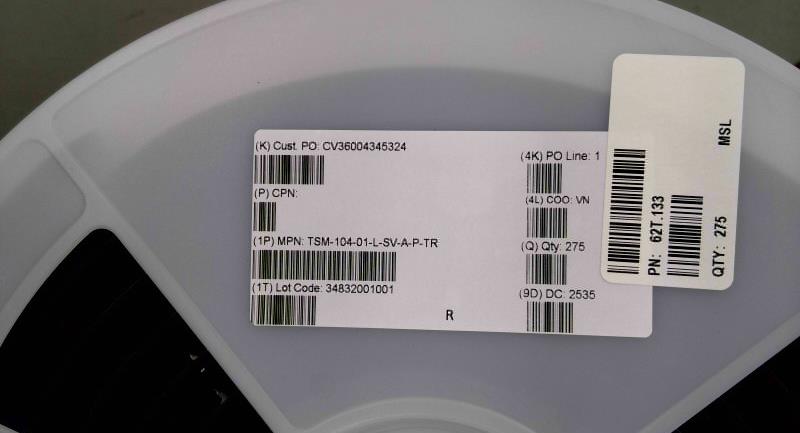 (K) Cust. PO: CV36004345324
(P) CPN:
(1P) MPN: TSM-104-01-L-SV-A-P-TR
(1T) Lot Code: 34832001001
R
(4K) PO Line: 1
(4L) COO: VN
(Q) Qty: 275
(9D) DC: 2535
PN: 62T.133
QTY: 275
MSL